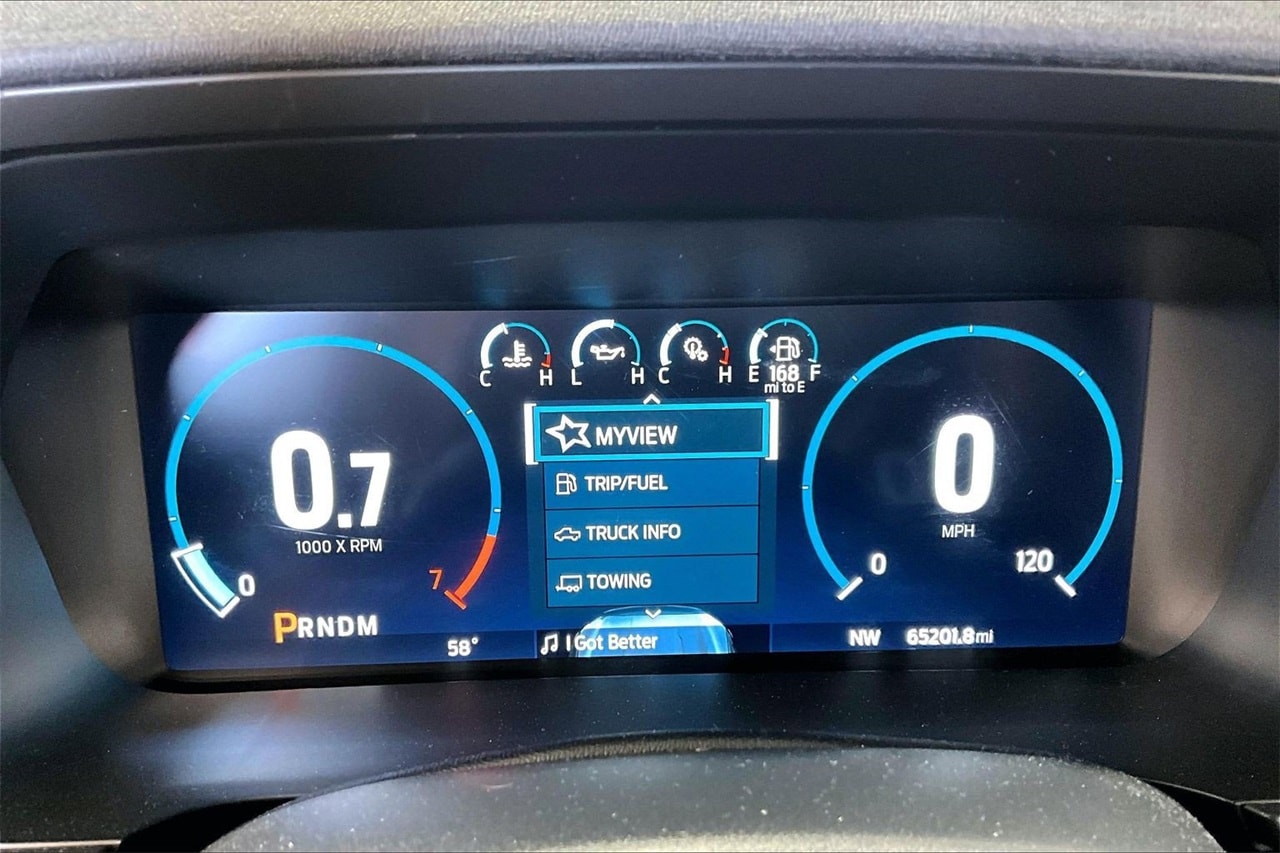 C H L H C H E 168 F
mi to E
MYVIEW
TRIP/FUEL
TRUCK INFO
TOWING
0.7
1000 X RPM
0 7
PRNDM
0
MPH
0 120
58°
I Got Better
NW 65201.8mi